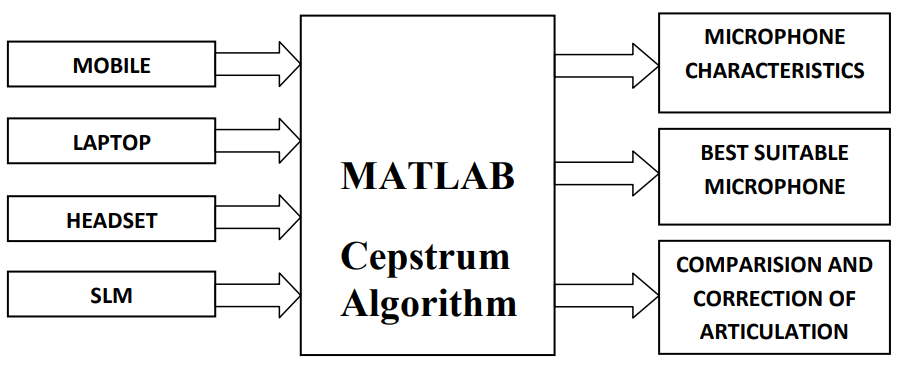 MOBILE
LAPTOP
HEADSET
SLM
MATLAB
Cepstrum
Algorithm
MICROPHONE
CHARACTERISTICS
BEST SUITABLE
MICROPHONE
COMPARISION AND
CORRECTION OF
ARTICULATION